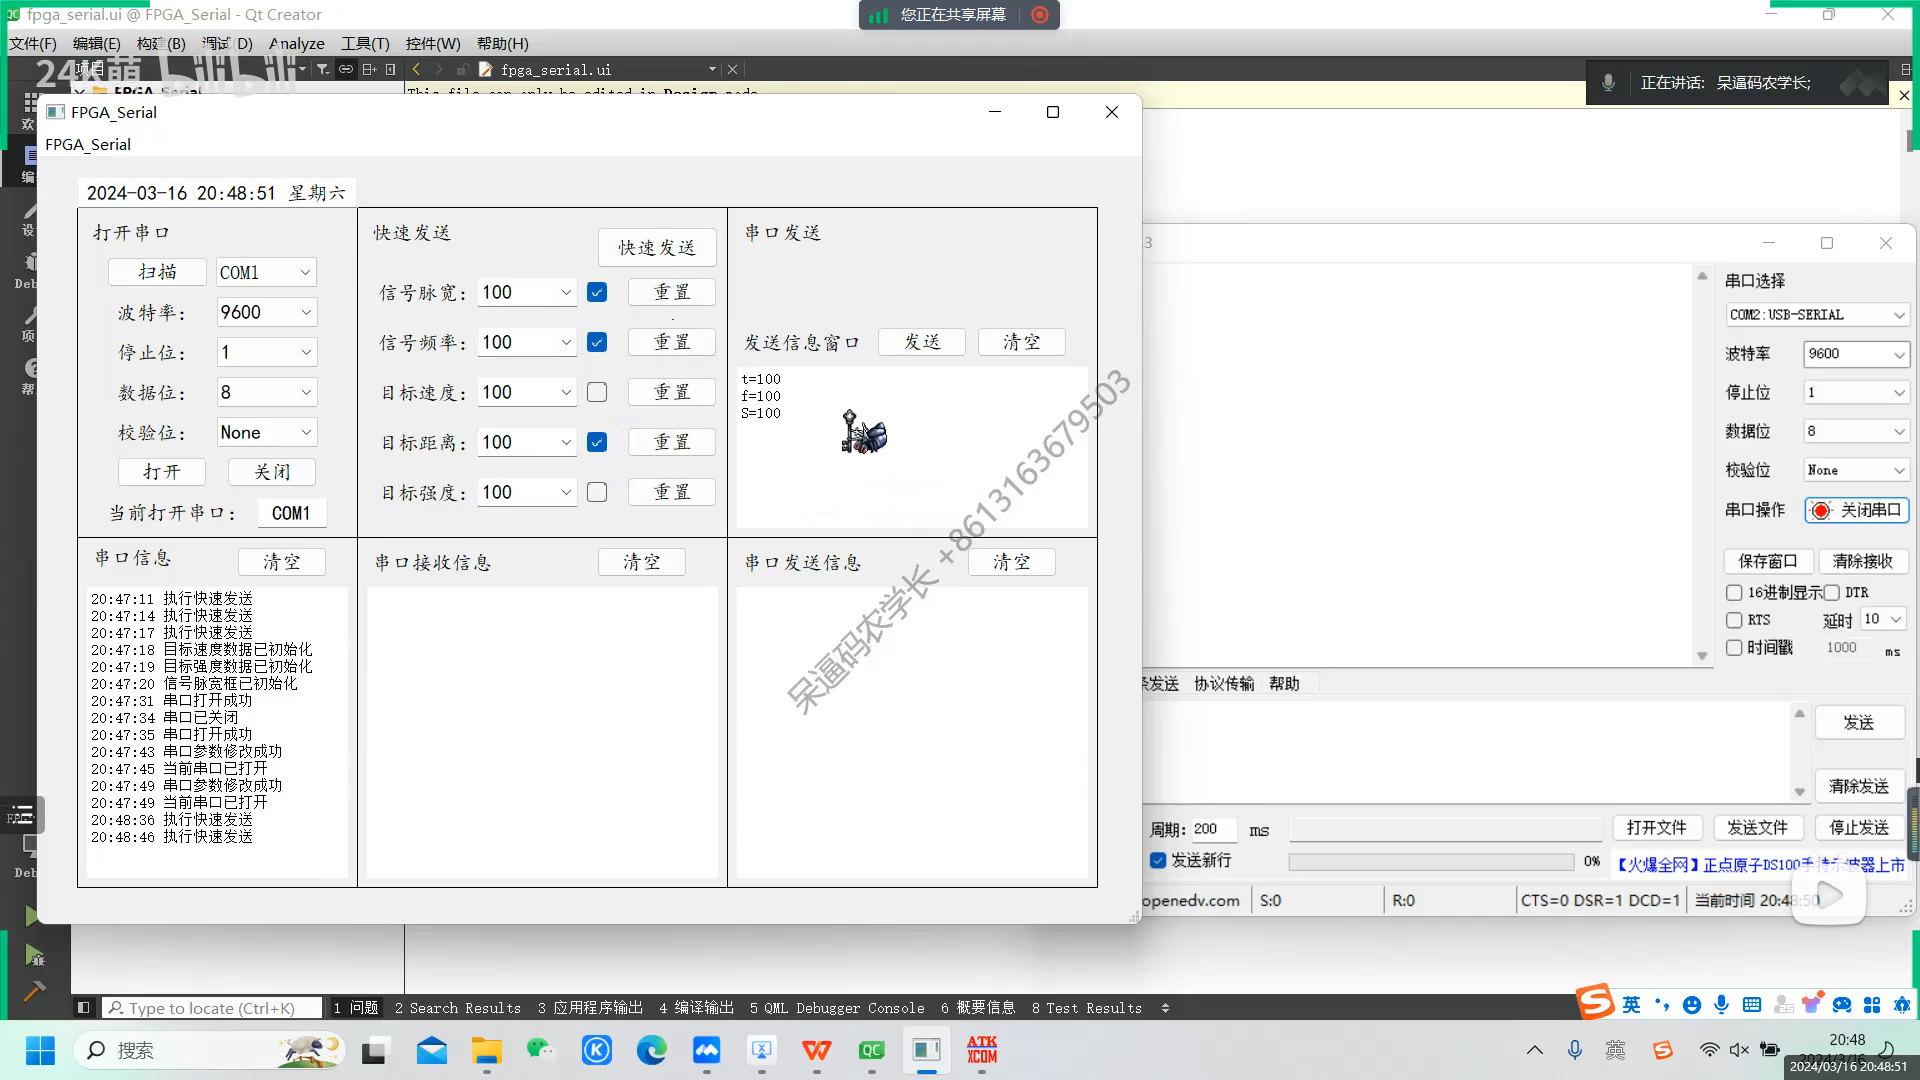 fpga_serial.ui @ FPGA_Serial - Qt Creator
您正在共享屏幕
文件(F) 编辑(E) 构建(B) 调试(D) Analyze 工具(T) 控件(W) 帮助(H)
24K萌 bilibili
项目
fpga_serial.ui
正在讲话: 呆逼码农学长;
FPGA_Serial
This file can only be edited in Design mode.
FPGA_Serial
FPGA_Serial
2024-03-16 20:48:51 星期六
打开串口
扫描 COM1
波特率: 9600
停止位: 1
数据位: 8
校验位: None
打开 关闭
当前打开串口: COM1
快速发送
快速发送
信号脉宽: 100 重置
信号频率: 100 重置
目标速度: 100 重置
目标距离: 100 重置
目标强度: 100 重置
串口发送
发送信息窗口 发送 清空
t=100
f=100
S=100
串口信息 清空
20:47:11 执行快速发送
20:47:14 执行快速发送
20:47:17 执行快速发送
20:47:18 目标速度数据已初始化
20:47:19 目标强度数据已初始化
20:47:20 信号脉宽框已初始化
20:47:31 串口打开成功
20:47:34 串口已关闭
20:47:35 串口打开成功
20:47:43 串口参数修改成功
20:47:45 当前串口已打开
20:47:49 串口参数修改成功
20:47:49 当前串口已打开
20:48:36 执行快速发送
20:48:46 执行快速发送
串口接收信息 清空
串口发送信息 清空
呆逼码农学长 +8613163679503
串口选择
COM2:USB-SERIAL
波特率 9600
停止位 1
数据位 8
校验位 None
串口操作 关闭串口
保存窗口 清除接收
16进制显示 DTR
RTS 延时 10
时间戳 1000 ms
条发送 协议传输 帮助
发送
清除发送
周期: 200 ms 打开文件 发送文件 停止发送
发送新行 0% 【火爆全网】正点原子DS100手持示波器上市
openedv.com S:0 R:0 CTS=0 DSR=1 DCD=1 当前时间 20:48:50
Type to locate (Ctrl+K) 1 问题 2 Search Results 3 应用程序输出 4 编译输出 5 QML Debugger Console 6 概要信息 8 Test Results
英
搜索
ATK XCOM
英
20:48
2024/3/16
2024/03/16 20:48:51